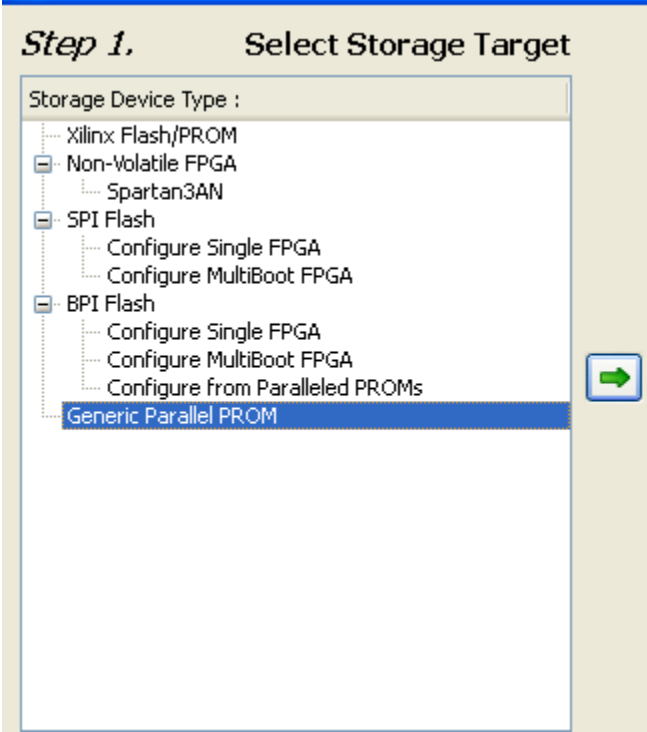 Step 1. Select Storage Target
Storage Device Type :
Xilinx Flash/PROM
Non-Volatile FPGA
Spartan3AN
SPI Flash
Configure Single FPGA
Configure MultiBoot FPGA
BPI Flash
Configure Single FPGA
Configure MultiBoot FPGA
Configure from Paralleled PROMs
Generic Parallel PROM